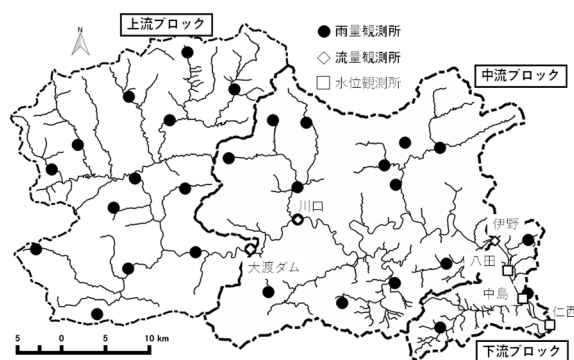 上流ブロック
N
雨量観測所
流量観測所
水位観測所
中流ブロック
川口
伊野
大渡ダム
八田
中島
仁西
下流ブロック
5 0 5 10 km